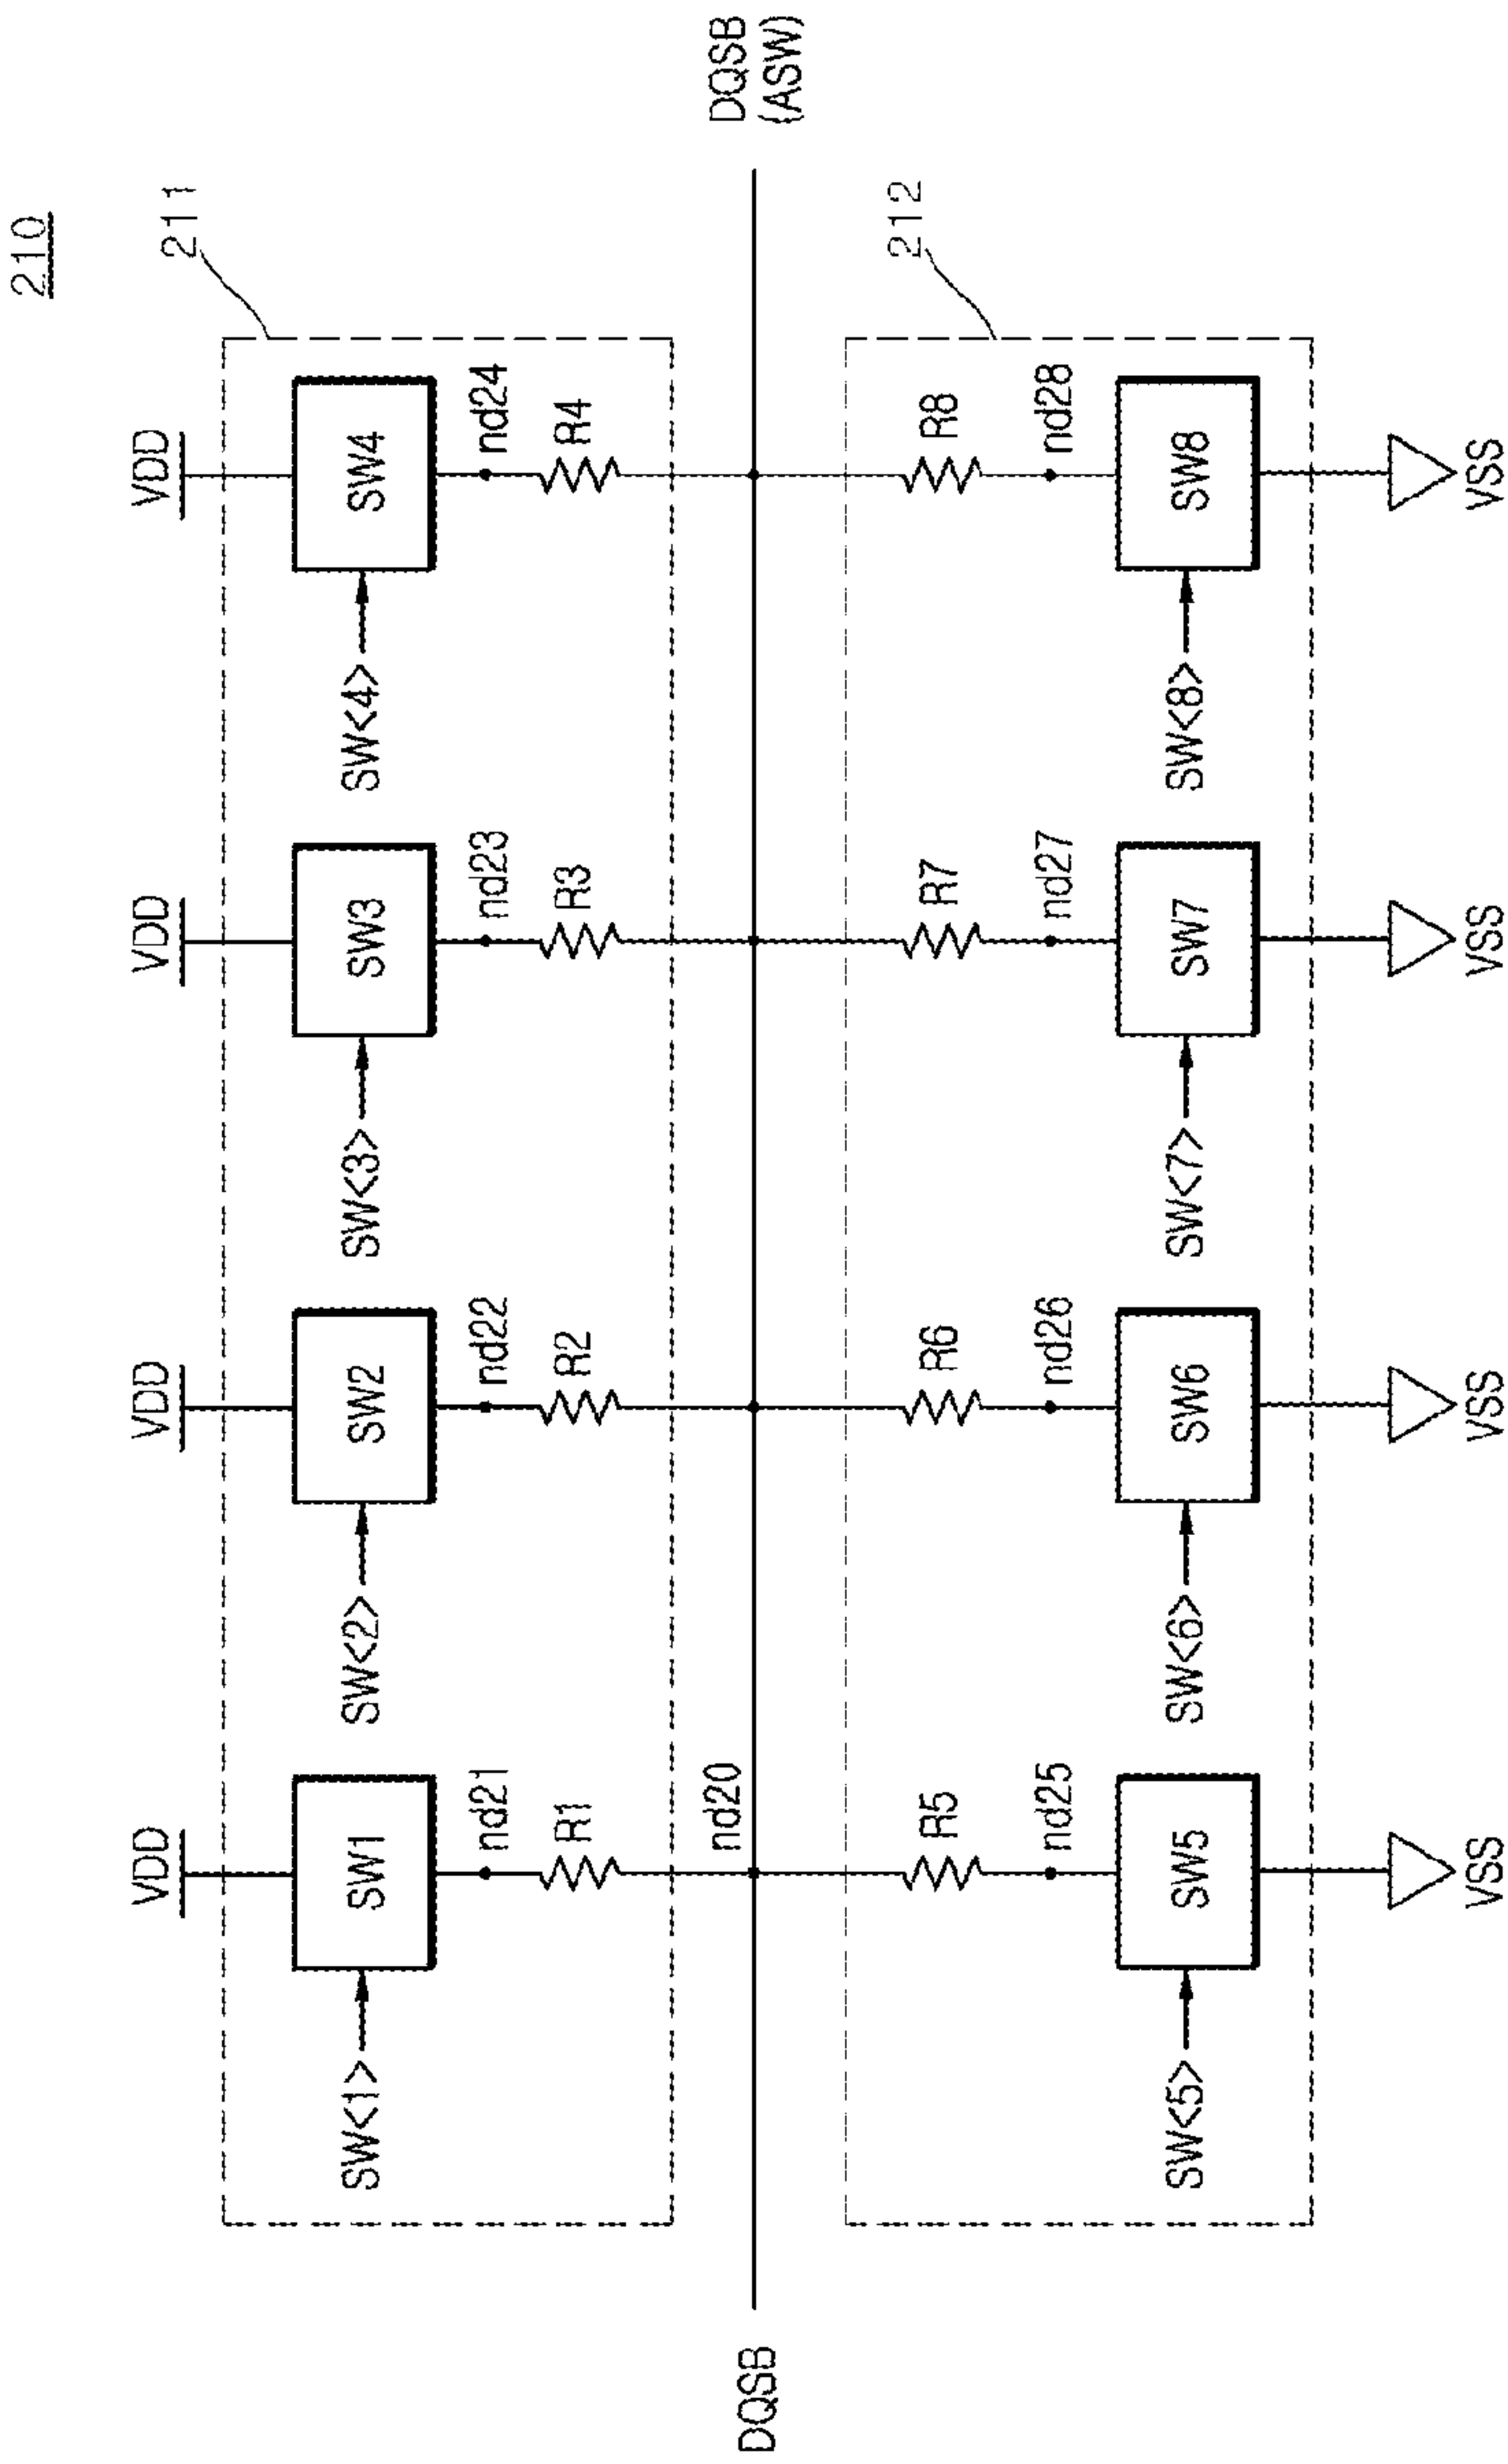 210
211
VDD VDD VDD VDD
SW<1> SW1 SW<2> SW2 SW<3> SW3 SW<4> SW4
nd21 nd22 nd23 nd24
R1 R2 R3 R4
nd20
DQSB DQSB
(ASW)
212
R5 R6 R7 R8
nd25 nd26 nd27 nd28
SW<5> SW5 SW<6> SW6 SW<7> SW7 SW<8> SW8
VSS VSS VSS VSS